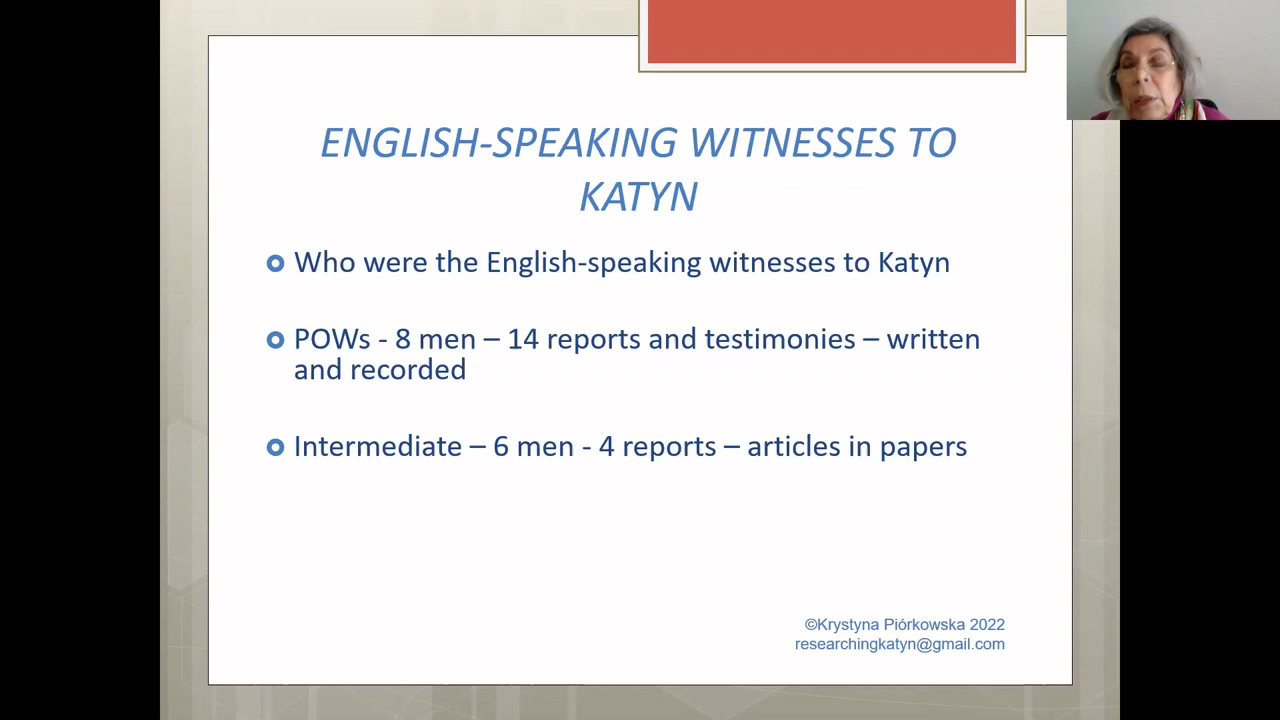 ENGLISH-SPEAKING WITNESSES TO
KATYN
Who were the English-speaking witnesses to Katyn
POWs - 8 men – 14 reports and testimonies – written
and recorded
Intermediate – 6 men - 4 reports – articles in papers
©Krystyna Piórkowska 2022
researchingkatyn@gmail.com